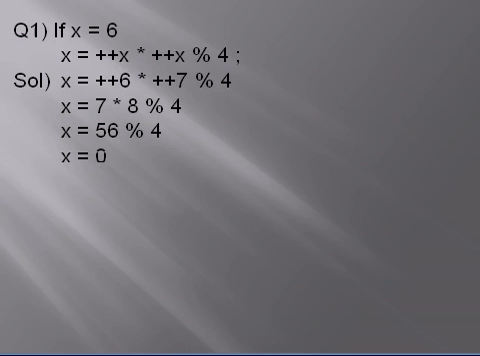 Q1) If x = 6
x = ++x * ++x % 4 ;
Sol) x = ++6 * ++7 % 4
x = 7 * 8 % 4
x = 56 % 4
x = 0